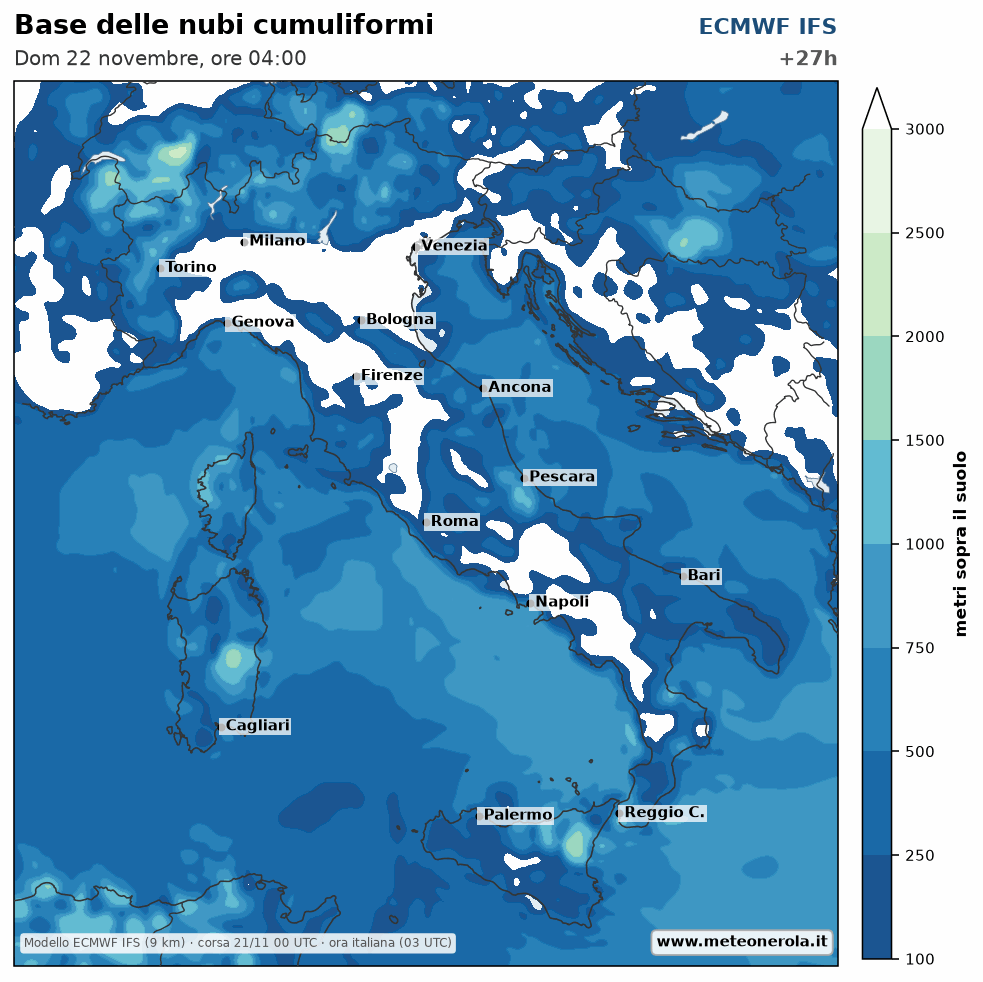 Base delle nubi cumuliformi
ECMWF IFS
Dom 22 novembre, ore 04:00
+27h
Milano
Venezia
Torino
Genova
Bologna
Firenze
Ancona
Pescara
Roma
Bari
Napoli
Cagliari
Palermo
Reggio C.
3000
2500
2000
1500
1000
750
500
250
100
metri sopra il suolo
Modello ECMWF IFS (9 km) · corsa 21/11 00 UTC · ora italiana (03 UTC)
www.meteonerola.it